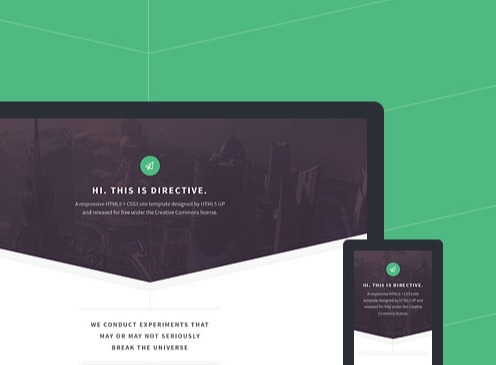 HI. THIS IS DIRECTIVE.
A responsive HTML5 + CSS3 site template designed by HTML5 UP
and released for free under the Creative Commons license.
WE CONDUCT EXPERIMENTS THAT
MAY OR MAY NOT SERIOUSLY
BREAK THE UNIVERSE
HI. THIS IS DIRECTIVE.
A responsive HTML5 + CSS3 site
template designed by HTML5 UP and
released for free under the
Creative Commons license.